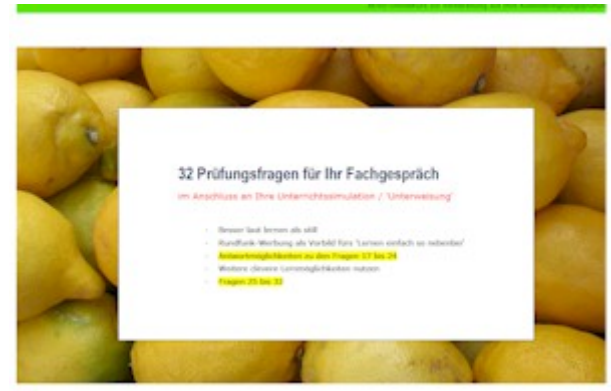 32 Prüfungsfragen für Ihr Fachgespräch
im Anschluss an Ihre Unterrichtssimulation / 'Unterweisung'
- Besser laut lernen als still
- Rundfunk-Werbung als Vorbild fürs 'Lernen einfach so nebenbei'
- Antwortmöglichkeiten zu den Fragen 17 bis 24
- Weitere clevere Lernmöglichkeiten nutzen
- Fragen 25 bis 32